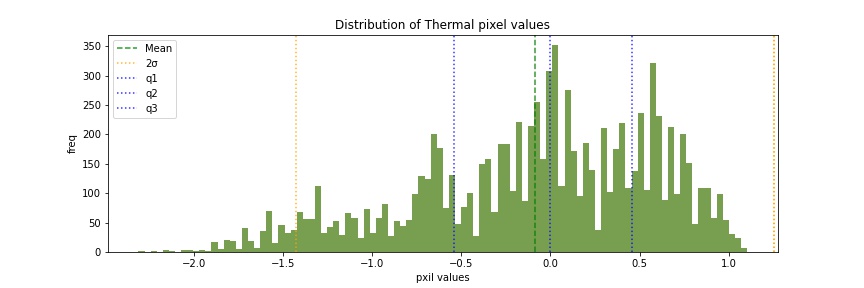 Distribution of Thermal pixel values
freq
350
300
250
200
150
100
50
0
Mean
2σ
q1
q2
q3
−2.0 −1.5 −1.0 −0.5 0.0 0.5 1.0
pxil values